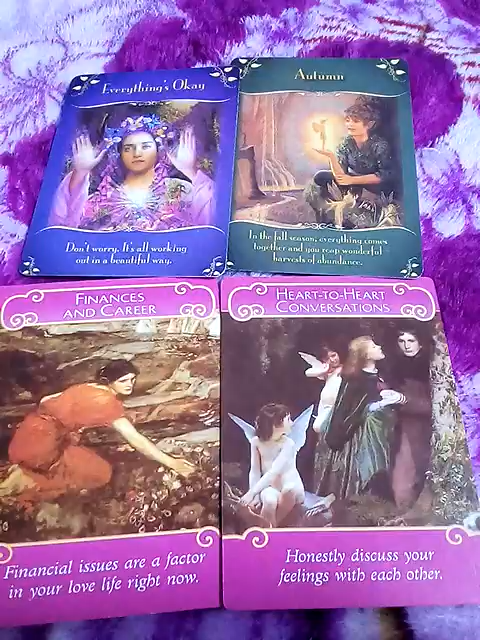 Everything's Okay
Don't worry. It's all working
out in a beautiful way.
Autumn
In the fall season, everything comes
together and you reap wonderful
harvests of abundance.
FINANCES
AND CAREER
Financial issues are a factor
in your love life right now.
HEART-TO-HEART
CONVERSATIONS
Honestly discuss your
feelings with each other.